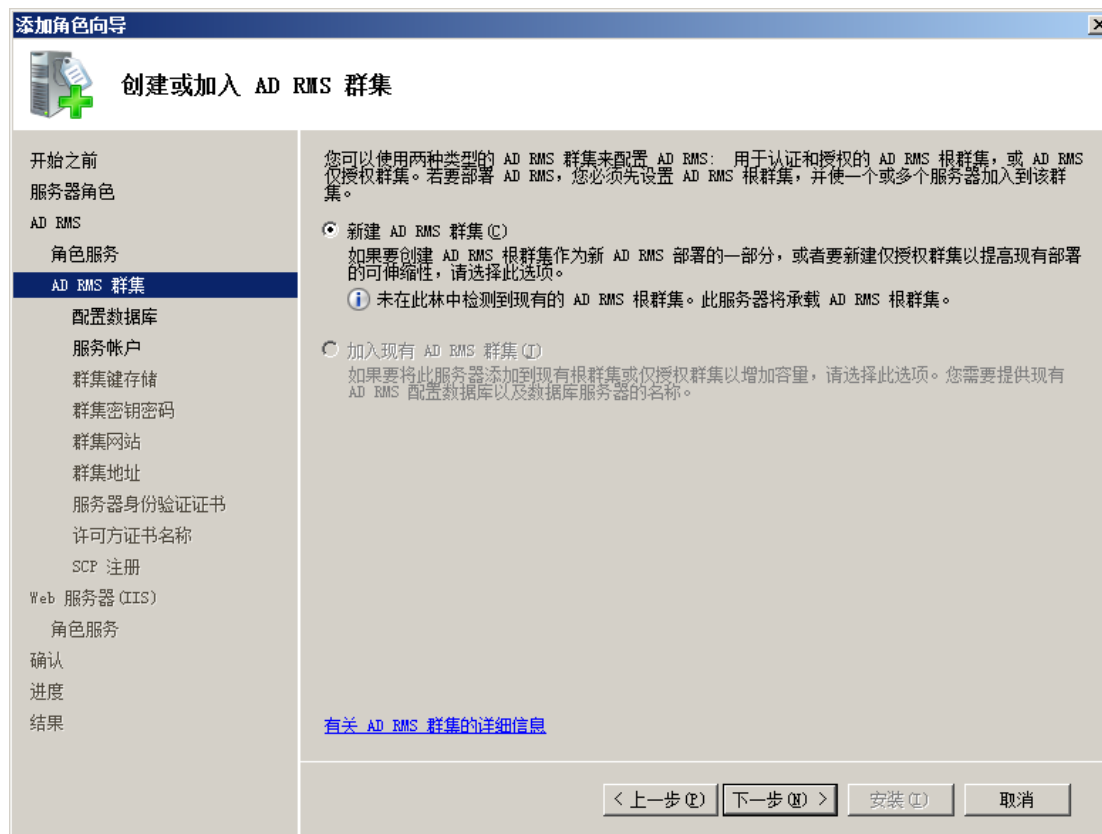 添加角色向导
创建或加入 AD RMS 群集
开始之前
服务器角色
AD RMS
角色服务
AD RMS 群集
配置数据库
服务帐户
群集键存储
群集密钥密码
群集网站
群集地址
服务器身份验证证书
许可方证书名称
SCP 注册
Web 服务器(IIS)
角色服务
确认
进度
结果
您可以使用两种类型的 AD RMS 群集来配置 AD RMS: 用于认证和授权的 AD RMS 根群集，或 AD RMS
仅授权群集。若要部署 AD RMS，您必须先设置 AD RMS 根群集，并使一个或多个服务器加入到该群
集。
新建 AD RMS 群集(C)
如果要创建 AD RMS 根群集作为新 AD RMS 部署的一部分，或者要新建仅授权群集以提高现有部署
的可伸缩性，请选择此选项。
未在此林中检测到现有的 AD RMS 根群集。此服务器将承载 AD RMS 根群集。
加入现有 AD RMS 群集(J)
如果要将此服务器添加到现有根群集或仅授权群集以增加容量，请选择此选项。您需要提供现有
AD RMS 配置数据库以及数据库服务器的名称。
有关 AD RMS 群集的详细信息
< 上一步(P)
下一步(N) >
安装(I)
取消